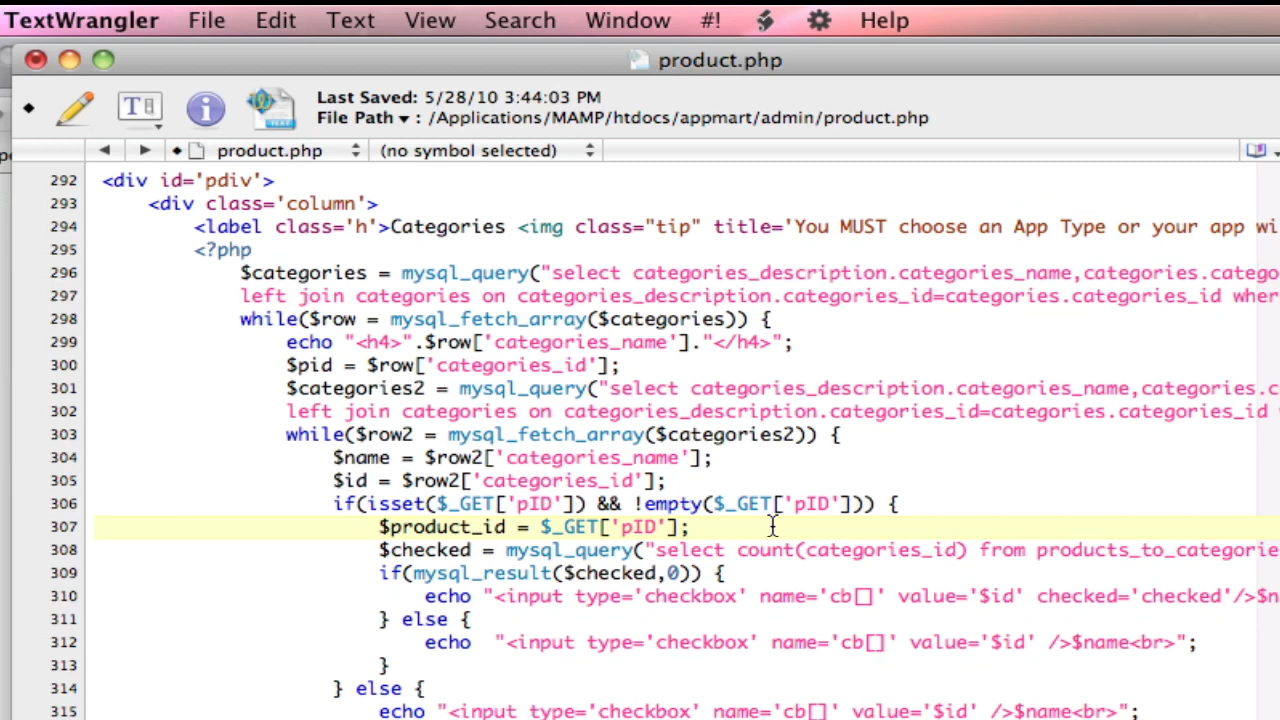 TextWrangler File Edit Text View Search Window #! Help
product.php
Last Saved: 5/28/10 3:44:03 PM
File Path ▾ : /Applications/MAMP/htdocs/appmart/admin/product.php
product.php (no symbol selected)
292 <div id='pdiv'>
293 <div class='column'>
294 <label class='h'>Categories <img class="tip" title='You MUST choose an App Type or your app wi
295 <?php
296 $categories = mysql_query("select categories_description.categories_name,categories.catego
297 left join categories on categories_description.categories_id=categories.categories_id wher
298 while($row = mysql_fetch_array($categories)) {
299 echo "<h4>".$row['categories_name']."</h4>";
300 $pid = $row['categories_id'];
301 $categories2 = mysql_query("select categories_description.categories_name,categories.c
302 left join categories on categories_description.categories_id=categories.categories_id
303 while($row2 = mysql_fetch_array($categories2)) {
304 $name = $row2['categories_name'];
305 $id = $row2['categories_id'];
306 if(isset($_GET['pID']) && !empty($_GET['pID'])) {
307 $product_id = $_GET['pID'];
308 $checked = mysql_query("select count(categories_id) from products_to_categorie
309 if(mysql_result($checked,0)) {
310 echo "<input type='checkbox' name='cb[]' value='$id' checked='checked'/>$n
311 } else {
312 echo "<input type='checkbox' name='cb[]' value='$id' />$name<br>";
313 }
314 } else {
315 echo "<input type='checkbox' name='cb[]' value='$id' />$name<br>";